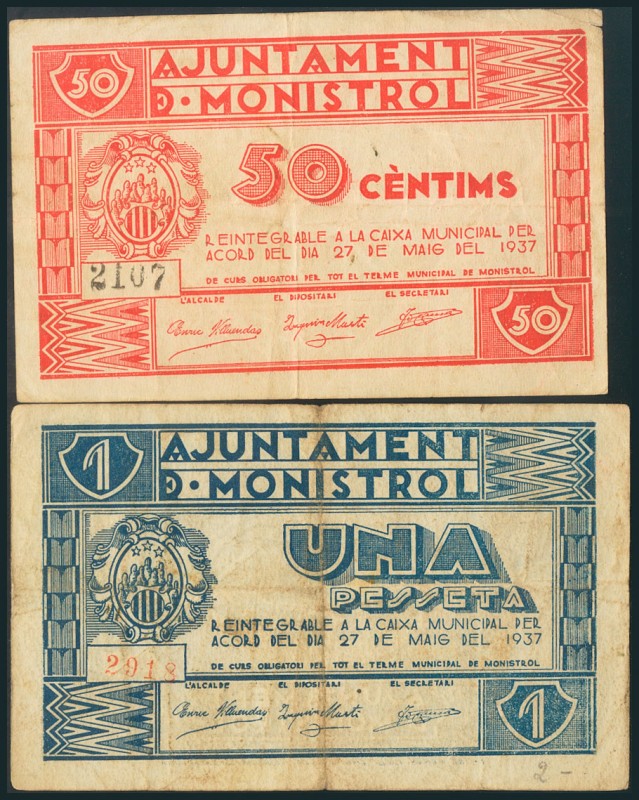 50
AJUNTAMENT
D · MONISTROL
50 CÈNTIMS
REINTEGRABLE A LA CAIXA MUNICIPAL PER
ACORD DEL DIA 27 DE MAIG DEL 1937
2107
DE CURS OBLIGATORI PER TOT EL TERME MUNICIPAL DE MONISTROL
L'ALCALDE EL DIPOSITARI EL SECRETARI
50
1
AJUNTAMENT
D · MONISTROL
UNA
PESSETA
REINTEGRABLE A LA CAIXA MUNICIPAL PER
ACORD DEL DIA 27 DE MAIG DEL 1937
2918
DE CURS OBLIGATORI PER TOT EL TERME MUNICIPAL DE MONISTROL
L'ALCALDE EL DIPOSITARI EL SECRETARI
1
2 -